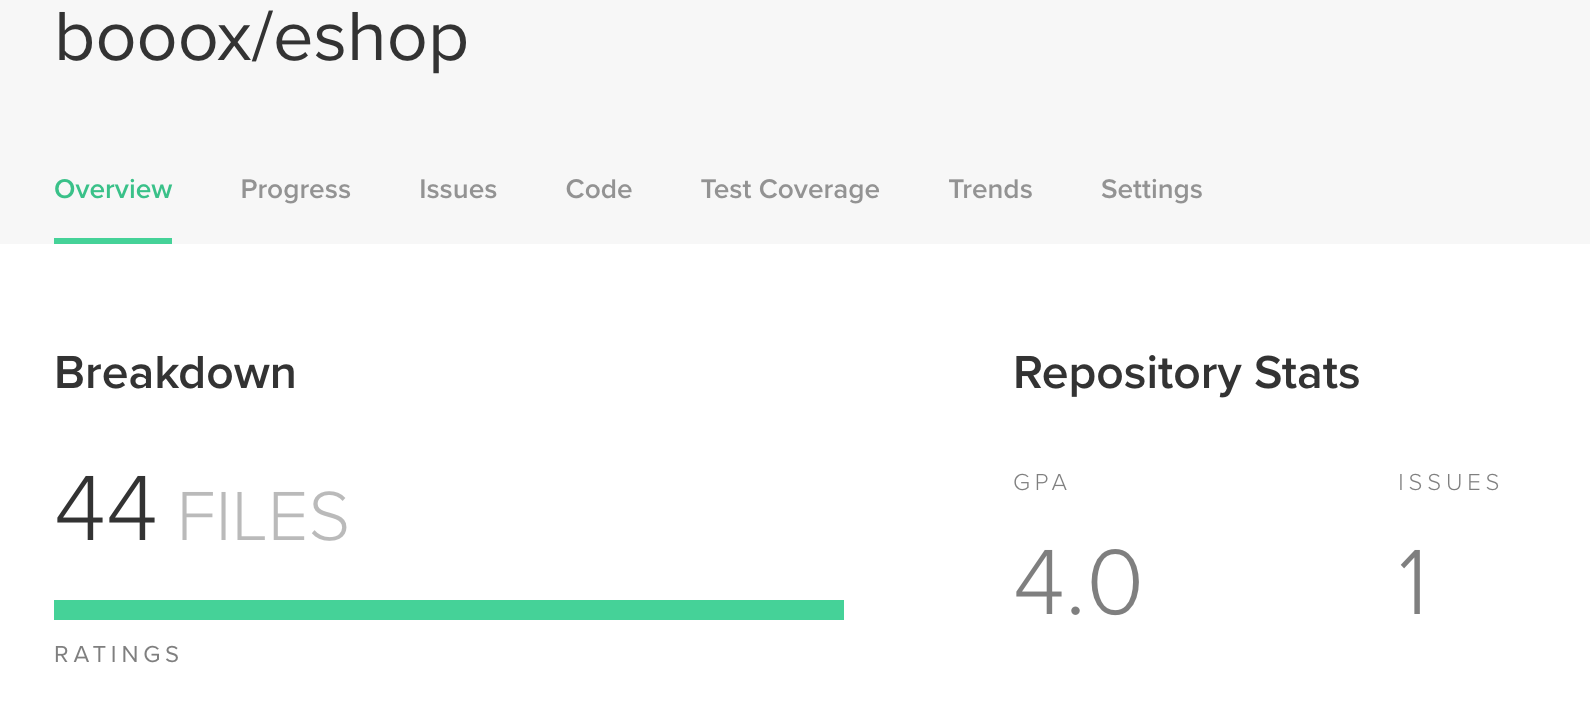 booox/eshop
Overview Progress Issues Code Test Coverage Trends Settings
Breakdown
Repository Stats
44 FILES
GPA ISSUES
4.0 1
RATINGS